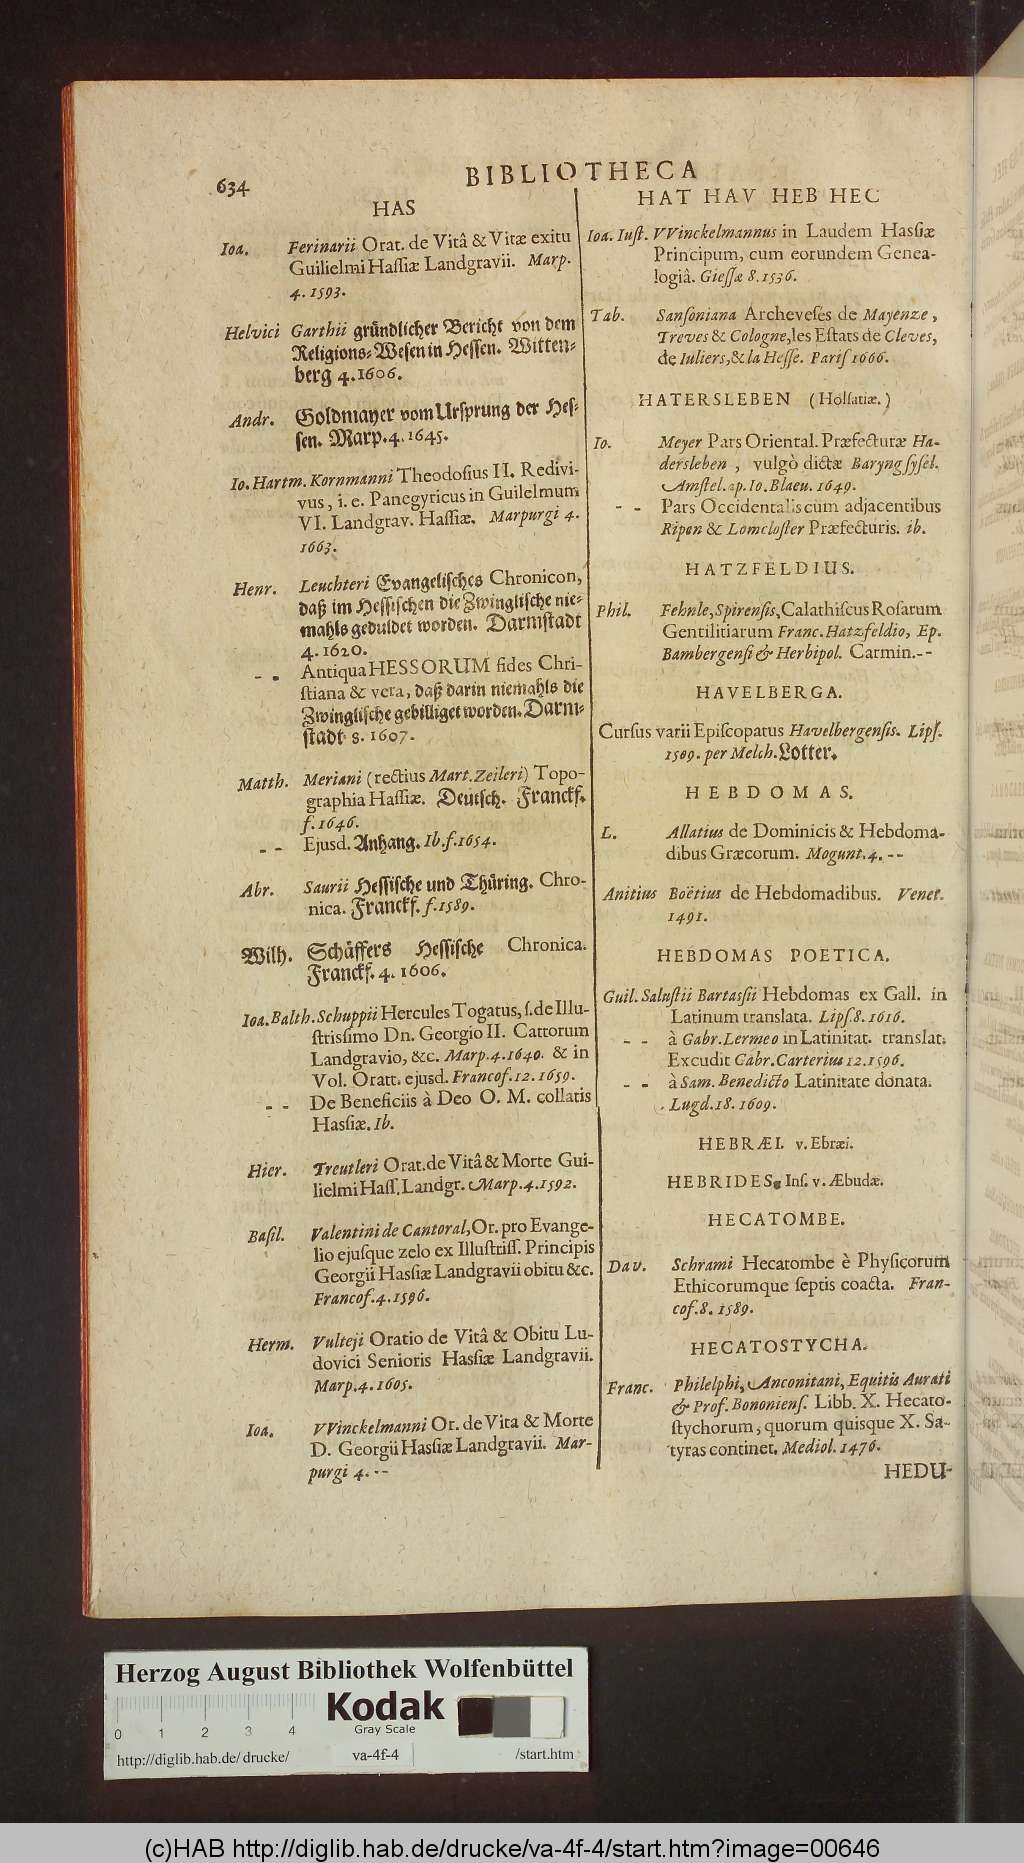 634
BIBLIOTHECA
HAS
Ioa. Ferinarii Orat. de Vitâ & Vitæ exitu
Guilielmi Haſſiæ Landgravii. Marp.
4. 1593.
Helvici Garthii gründlicher Bericht von dem
Religions-Weſen in Heſſen. Witten-
berg 4. 1606.
Andr. Goldmayer vom Urſprung der Heſ-
ſen. Marp. 4. 1645.
Io. Hartm. Kornmanni Theodoſius II. Redivi-
vus, i. e. Panegyricus in Guilelmum
VI. Landgrav. Haſſiæ. Marpurgi 4.
1663.
Henr. Leuchteri Evangeliſches Chronicon,
daß im Heſſiſchen die Zwingliſche nie-
mahls geduldet worden. Darmſtadt
4. 1620.
- - Antiqua HESSORUM fides Chri-
ſtiana & vera, daß darin niemahls die
Zwingliſche gebilliget worden. Darm-
ſtadt 8. 1607.
Matth. Meriani (rectius Mart. Zeileri) Topo-
graphia Haſſiæ. Deutſch. Franckf.
f. 1646.
- - Ejusd. Anhang. Ib. f. 1654.
Abr. Saurii Heſſiſche und Thüring. Chro-
nica. Franckf. f. 1589.
Wilh. Schäffers Heſſiſche Chronica.
Franckf. 4. 1606.
Ioa. Balth. Schuppii Hercules Togatus, ſ. de Illu-
ſtrissimo Dn. Georgio II. Cattorum
Landgravio, &c. Marp. 4. 1640. & in
Vol. Oratt. ejusd. Francof. 12. 1659.
- - De Beneficiis à Deo O. M. collatis
Haſſiæ. Ib.
Hier. Treutleri Orat. de Vitâ & Morte Gui-
lielmi Haſſ. Landgr. Marp. 4. 1592.
Baſil. Valentini de Cantoral, Or. pro Evange-
lio ejuſque zelo ex Illuſtriſſ. Principis
Georgii Haſſiæ Landgravii obitu &c.
Francof. 4. 1596.
Herm. Vulteji Oratio de Vitâ & Obitu Lu-
dovici Senioris Haſſiæ Landgravii.
Marp. 4. 1605.
Ioa. VVinckelmanni Or. de Vita & Morte
D. Georgii Haſſiæ Landgravii. Mar-
purgi 4. - -
HAT HAV HEB HEC
Ioa. Iuſt. VVinckelmannus in Laudem Haſſiæ
Principum, cum eorundem Genea-
logiâ. Gieſſæ 8. 1536.
Tab. Sanſoniana Archeveſés de Mayenze,
Treves & Cologne, les Eſtats de Cleves,
de Iuliers, & la Heſſe. Pariſ 1666.
HATERSLEBEN (Holſatiæ.)
Io. Meyer Pars Oriental. Præfecturæ Ha-
dersleben, vulgò dictæ Baryngſyſel.
Amſtel. ap. Io. Blaeu. 1649.
- - Pars Occidentalis cum adjacentibus
Ripen & Lomcloſter Præfecturis. ib.
HATZFELDIUS.
Phil. Fehnle, Spirenſis, Calathiſcus Roſarum
Gentilitiarum Franc. Hatzfeldio, Ep.
Bambergenſi & Herbipol. Carmin. - -
HAVELBERGA.
Curſus varii Epiſcopatus Havelbergenſis. Lipſ.
1589. per Melch. Lotter.
HEBDOMAS.
L. Allatius de Dominicis & Hebdoma-
dibus Græcorum. Mogunt. 4. - -
Anitius Boëtius de Hebdomadibus. Venet.
1491.
HEBDOMAS POETICA.
Guil. Saluſtii Bartaſſii Hebdomas ex Gall. in
Latinum translata. Lipſ. 8. 1616.
- - à Gabr. Lermeo in Latinitat. translat.
Excudit Gabr. Carterius 12. 1596.
- - à Sam. Benedicto Latinitate donata.
Lugd. 18. 1609.
HEBRÆI. v. Ebræi.
HEBRIDES, Inſ. v. Æbudæ.
HECATOMBE.
Dav. Schrami Hecatombe è Phyſicorum
Ethicorumque ſeptis coacta. Fran-
cof. 8. 1589.
HECATOSTYCHA.
Franc. Philelphi, Anconitani, Equitis Aurati
& Prof. Bononienſ. Libb. X. Hecato-
ſtychorum, quorum quisque X. Sa-
tyras continet. Mediol. 1476.
HEDU-
Herzog August Bibliothek Wolfenbüttel
Kodak
Gray Scale
0 1 2 3 4
http://diglib.hab.de/drucke/ va-4f-4 /start.htm
(c)HAB http://diglib.hab.de/drucke/va-4f-4/start.htm?image=00646